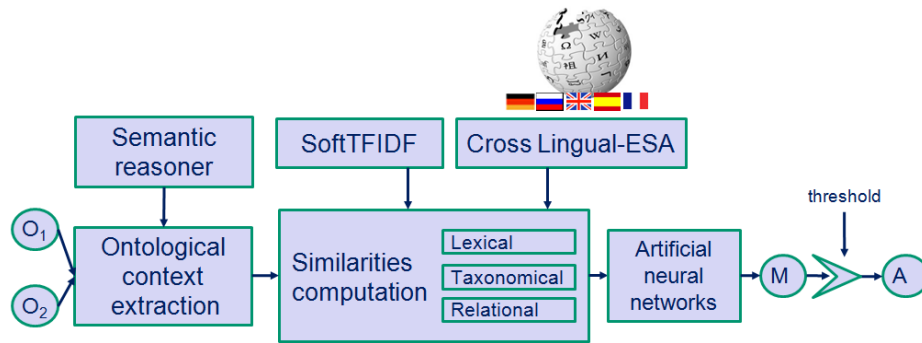 Semantic
reasoner
SoftTFIDF
Cross Lingual-ESA
threshold
O1
O2
Ontological
context
extraction
Similarities
computation
Lexical
Taxonomical
Relational
Artificial
neural
networks
M
A